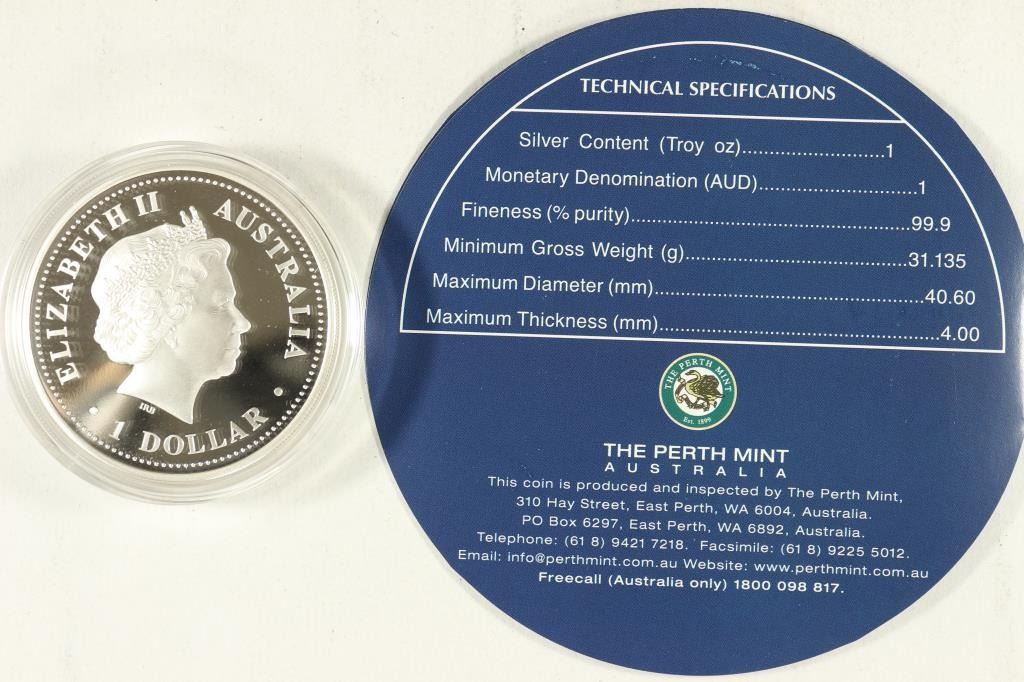 ELIZABETH II AUSTRALIA
IRB
1 DOLLAR
TECHNICAL SPECIFICATIONS
Silver Content (Troy oz)..........................1
Monetary Denomination (AUD).............................1
Fineness (% purity)...................................................99.9
Minimum Gross Weight (g)........................................31.135
Maximum Diameter (mm).................................................40.60
Maximum Thickness (mm)...................................................4.00
THE PERTH MINT
Est. 1899
THE PERTH MINT
AUSTRALIA
This coin is produced and inspected by The Perth Mint,
310 Hay Street, East Perth, WA 6004, Australia.
PO Box 6297, East Perth, WA 6892, Australia.
Telephone: (61 8) 9421 7218. Facsimile: (61 8) 9225 5012.
Email: info@perthmint.com.au Website: www.perthmint.com.au
Freecall (Australia only) 1800 098 817.